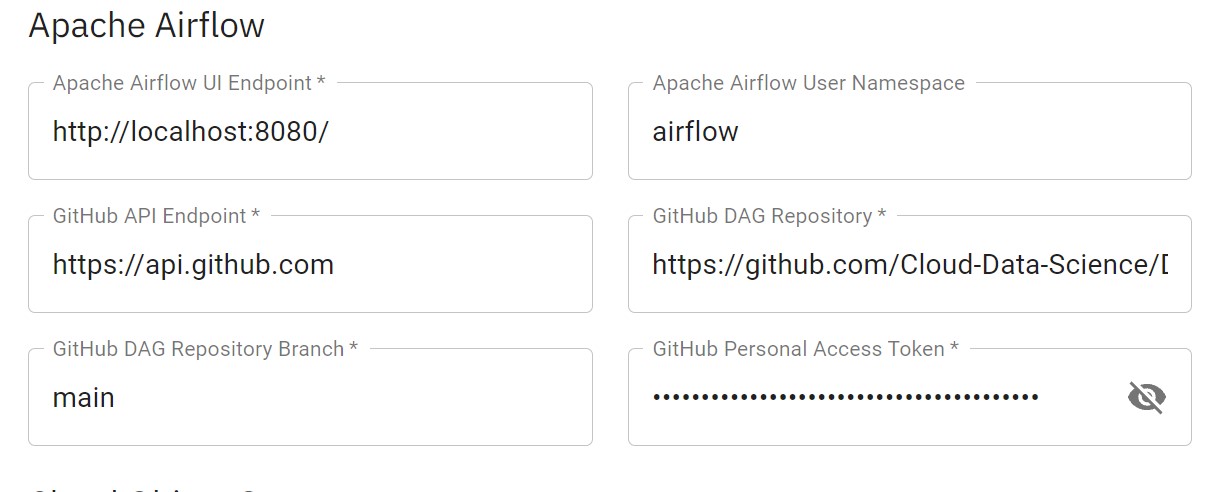 Apache Airflow
Apache Airflow UI Endpoint *
http://localhost:8080/
Apache Airflow User Namespace
airflow
GitHub API Endpoint *
https://api.github.com
GitHub DAG Repository *
https://github.com/Cloud-Data-Science/
GitHub DAG Repository Branch *
main
GitHub Personal Access Token *